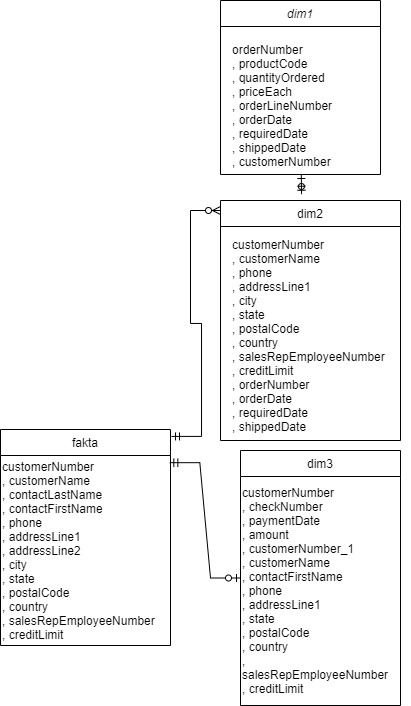 dim1
orderNumber
, productCode
, quantityOrdered
, priceEach
, orderLineNumber
, orderDate
, requiredDate
, shippedDate
, customerNumber
dim2
customerNumber
, customerName
, phone
, addressLine1
, city
, state
, postalCode
, country
, salesRepEmployeeNumber
, creditLimit
, orderNumber
, orderDate
, requiredDate
, shippedDate
fakta
customerNumber
, customerName
, contactLastName
, contactFirstName
, phone
, addressLine1
, addressLine2
, city
, state
, postalCode
, country
, salesRepEmployeeNumber
, creditLimit
dim3
customerNumber
, checkNumber
, paymentDate
, amount
, customerNumber_1
, customerName
, contactFirstName
, phone
, addressLine1
, state
, postalCode
, country
,
salesRepEmployeeNumber
, creditLimit